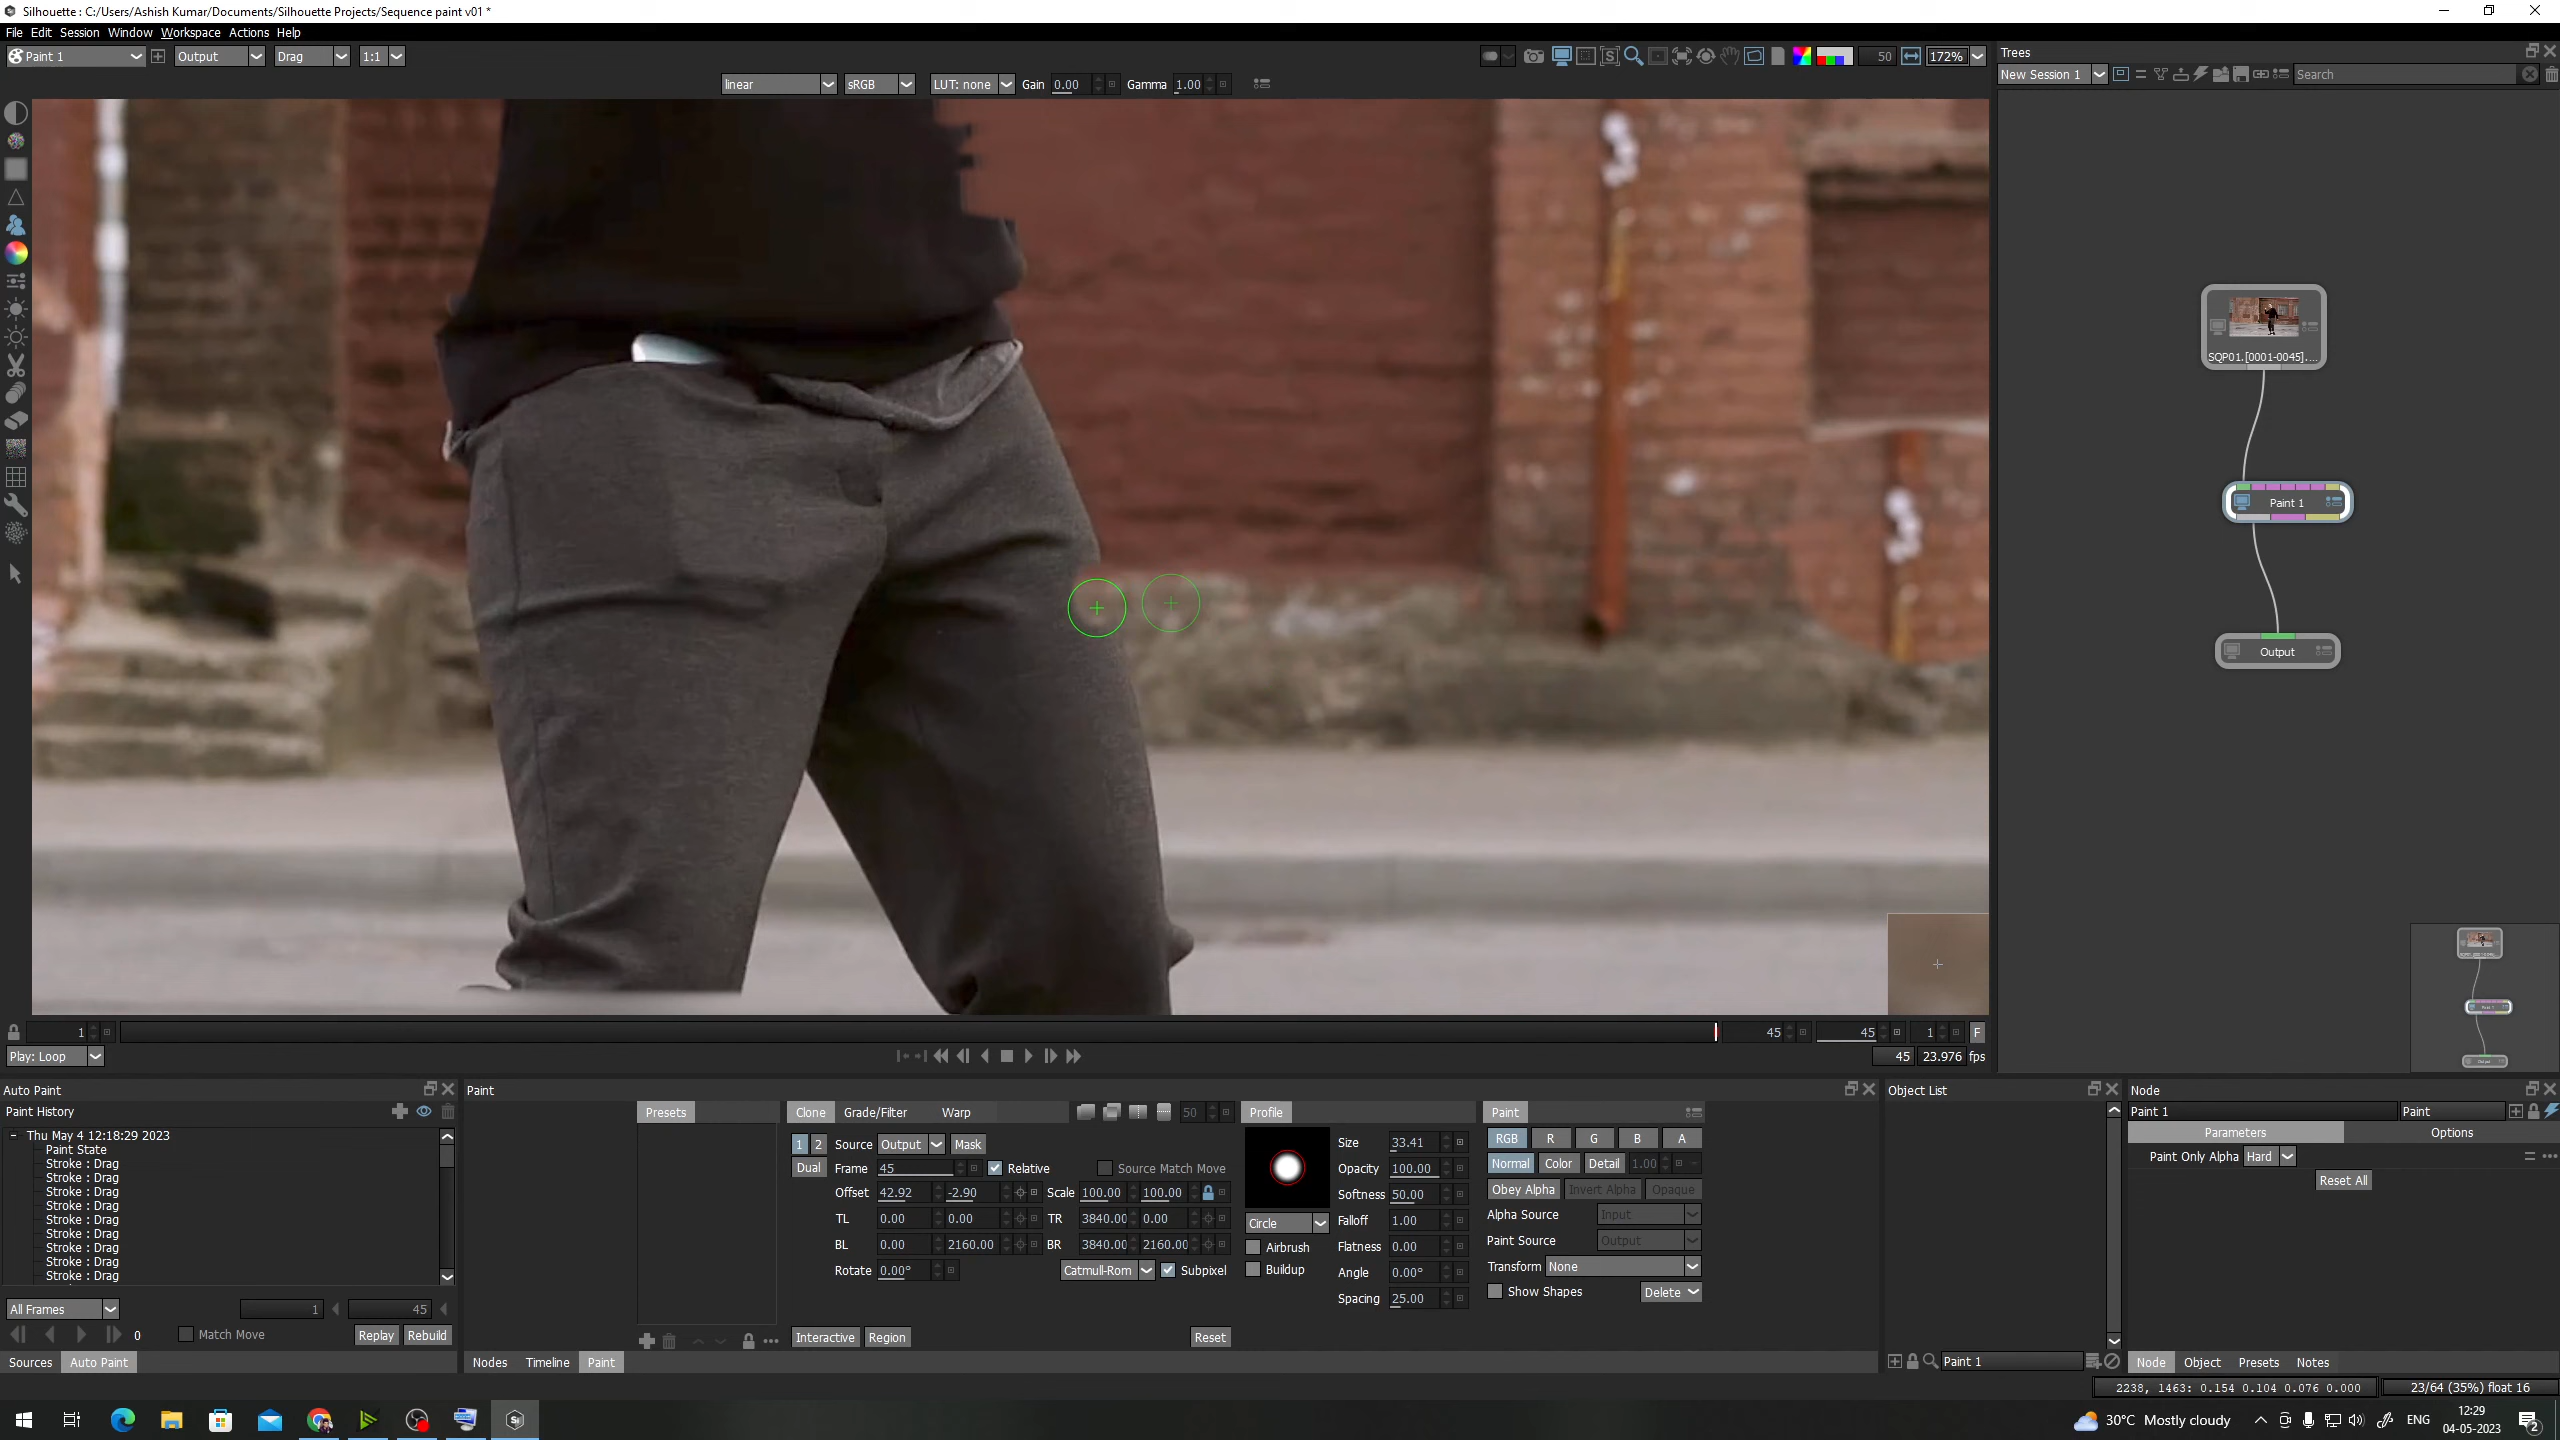 Silhouette : C:/Users/Ashish Kumar/Documents/Silhouette Projects/Sequence paint v01 *
File Edit Session Window Workspace Actions Help
Paint 1 Output Drag 1:1 50 172%
linear sRGB LUT: none Gain 0.00 Gamma 1.00
Trees
New Session 1 Search
SQP01.[0001-0045]....
Paint 1
Output
1 45 45 1 F
Play: Loop 45 23.976 fps
Auto Paint
Paint History
Thu May 4 12:18:29 2023
Paint State
Stroke : Drag
Stroke : Drag
Stroke : Drag
Stroke : Drag
Stroke : Drag
Stroke : Drag
Stroke : Drag
Stroke : Drag
Stroke : Drag
All Frames 1 45
0 Match Move Replay Rebuild
Sources Auto Paint
Paint
Presets
Clone Grade/Filter Warp 50
1 2 Source Output Mask
Dual Frame 45 Relative Source Match Move
Offset 42.92 -2.90 Scale 100.00 100.00
TL 0.00 0.00 TR 3840.00 0.00
BL 0.00 2160.00 BR 3840.00 2160.00
Rotate 0.00° Catmull-Rom Subpixel
Interactive Region Reset
Nodes Timeline Paint
Profile
Circle
Airbrush
Buildup
Size 33.41
Opacity 100.00
Softness 50.00
Falloff 1.00
Flatness 0.00
Angle 0.00°
Spacing 25.00
Paint
RGB R G B A
Normal Color Detail 1.00
Obey Alpha Invert Alpha Opaque
Alpha Source Input
Paint Source Output
Transform None
Show Shapes Delete
Object List
Paint 1
Node
Paint 1 Paint
Parameters Options
Paint Only Alpha Hard
Reset All
Node Object Presets Notes
2238, 1463: 0.154 0.104 0.076 0.000 23/64 (35%) float 16
30°C Mostly cloudy ENG 12:29
04-05-2023 2